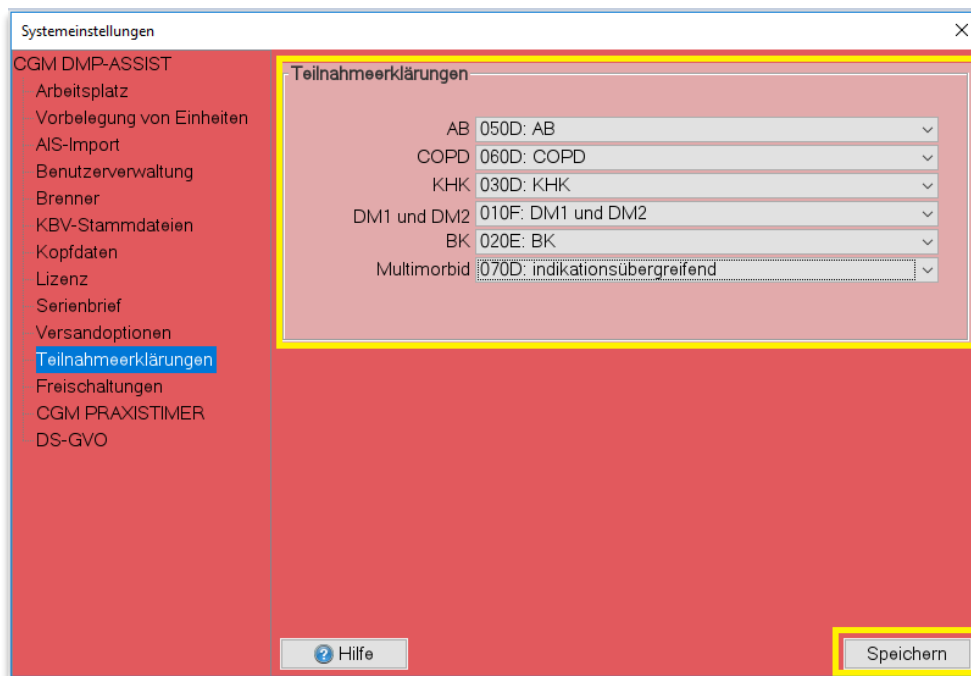 Systemeinstellungen
CGM DMP-ASSIST
Arbeitsplatz
Vorbelegung von Einheiten
AIS-Import
Benutzerverwaltung
Brenner
KBV-Stammdateien
Kopfdaten
Lizenz
Serienbrief
Versandoptionen
Teilnahmeerklärungen
Freischaltungen
CGM PRAXISTIMER
DS-GVO
Teilnahmeerklärungen
AB 050D: AB
COPD 060D: COPD
KHK 030D: KHK
DM1 und DM2 010F: DM1 und DM2
BK 020E: BK
Multimorbid 070D: indikationsübergreifend
Hilfe
Speichern